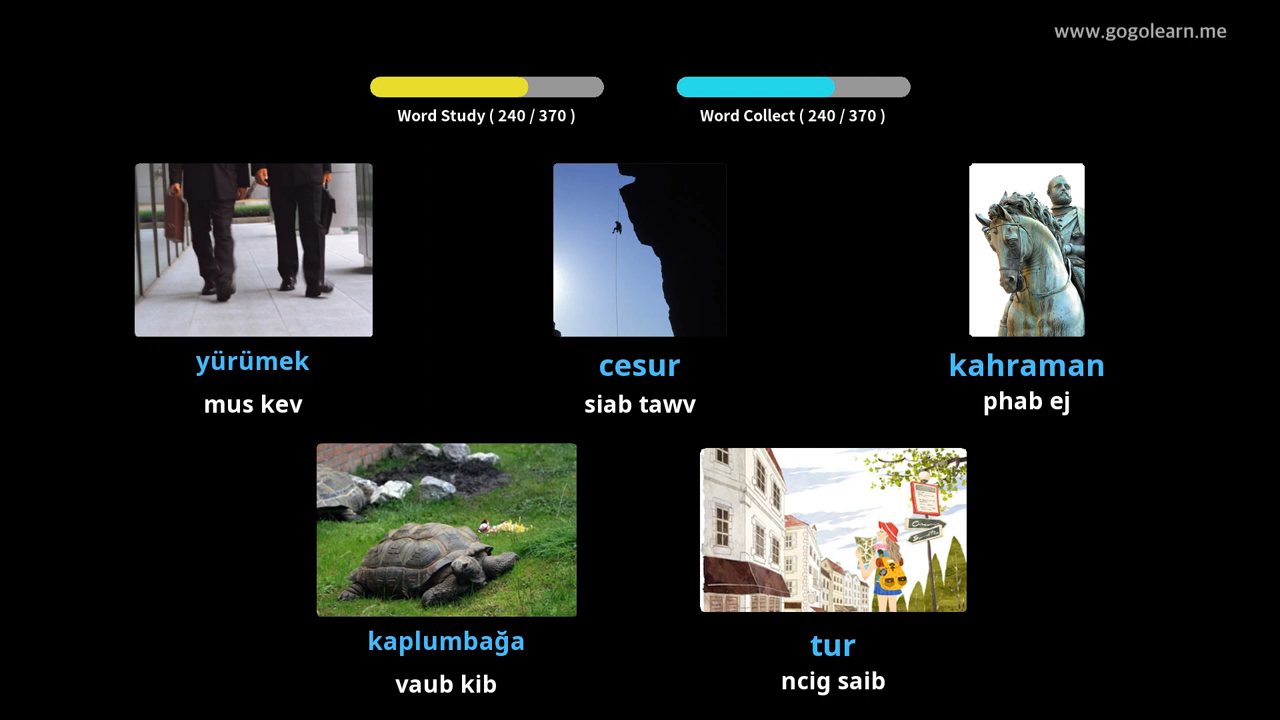 www.gogolearn.me
Word Study ( 240 / 370 )
Word Collect ( 240 / 370 )
yürümek
mus kev
cesur
siab tawv
kahraman
phab ej
kaplumbağa
vaub kib
tur
ncig saib